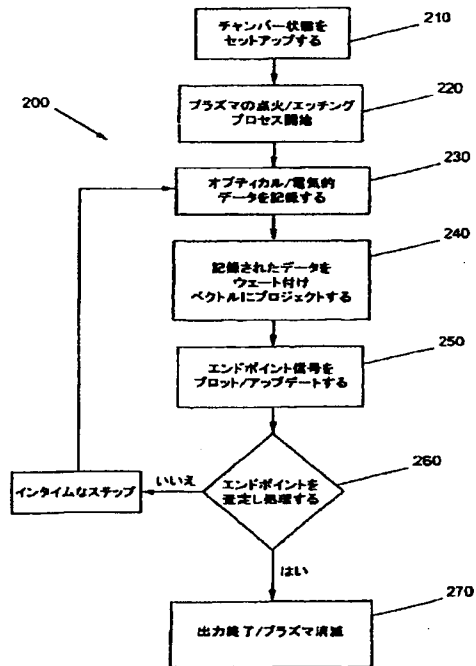 チャンバー状態を
セットアップする
210
200
プラズマの点火/エッチング
プロセス開始
220
オプティカル/電気的
データを記録する
230
記録されたデータを
ウェート付け
ベクトルにプロジェクトする
240
エンドポイント信号を
プロット/アップデートする
250
エンドポイントを
査定し処理する
260
いいえ
インタイムなステップ
はい
出力終了/プラズマ消滅
270